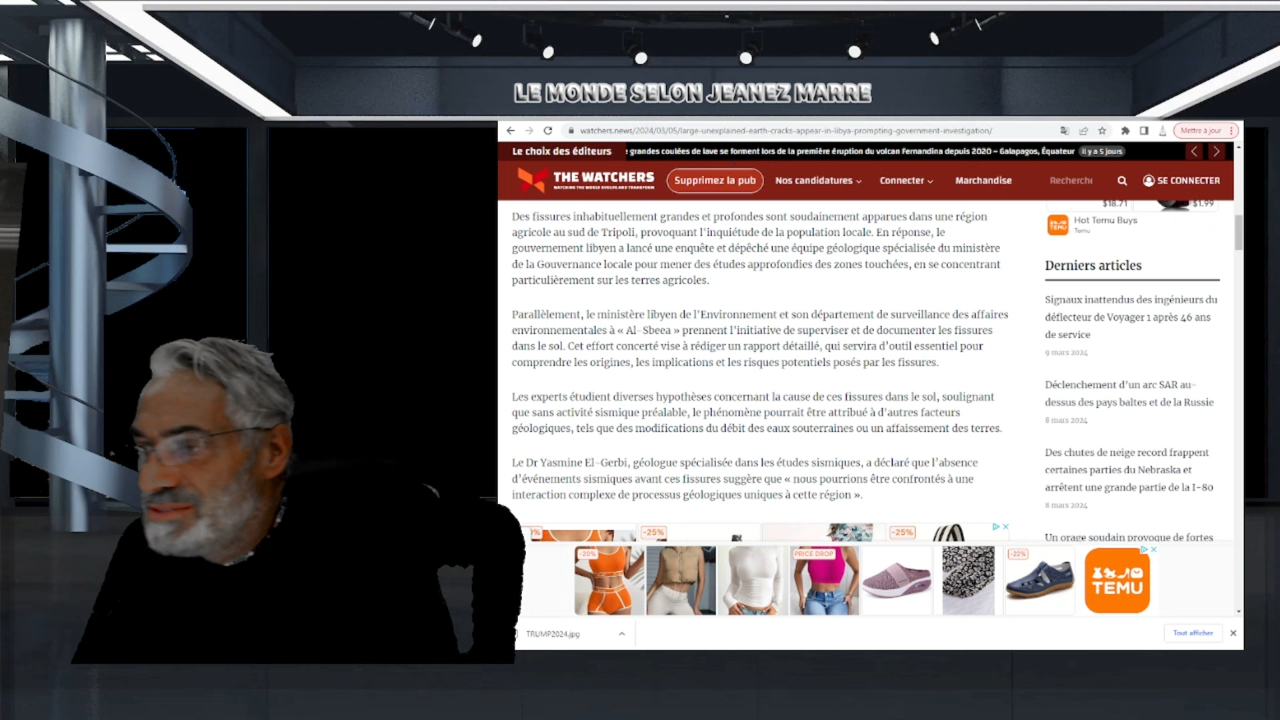 LE MONDE SELON JEANEZ MARRE
watchers.news/2024/03/05/large-unexplained-earth-cracks-appear-in-libya-prompting-government-investigation/
Mettre à jour
Le choix des éditeurs
grandes coulées de lave se forment lors de la première éruption du volcan Fernandina depuis 2020 – Galapagos, Équateur
il y a 5 jours
THE WATCHERS
WATCHING THE WORLD EVOLVE AND TRANSFORM
Supprimez la pub
Nos candidatures
Connecter
Marchandise
Recherche
SE CONNECTER
Des fissures inhabituellement grandes et profondes sont soudainement apparues dans une région
agricole au sud de Tripoli, provoquant l'inquiétude de la population locale. En réponse, le
gouvernement libyen a lancé une enquête et dépêché une équipe géologique spécialisée du ministère
de la Gouvernance locale pour mener des études approfondies des zones touchées, en se concentrant
particulièrement sur les terres agricoles.
Parallèlement, le ministère libyen de l'Environnement et son département de surveillance des affaires
environnementales à « Al-Sbeea » prennent l'initiative de superviser et de documenter les fissures
dans le sol. Cet effort concerté vise à rédiger un rapport détaillé, qui servira d'outil essentiel pour
comprendre les origines, les implications et les risques potentiels posés par les fissures.
Les experts étudient diverses hypothèses concernant la cause de ces fissures dans le sol, soulignant
que sans activité sismique préalable, le phénomène pourrait être attribué à d'autres facteurs
géologiques, tels que des modifications du débit des eaux souterraines ou un affaissement des terres.
Le Dr Yasmine El-Gerbi, géologue spécialisée dans les études sismiques, a déclaré que l'absence
d'événements sismiques avant ces fissures suggère que « nous pourrions être confrontés à une
interaction complexe de processus géologiques uniques à cette région ».
$18.71
$1.99
Hot Temu Buys
Temu
Derniers articles
Signaux inattendus des ingénieurs du
déflecteur de Voyager 1 après 46 ans
de service
9 mars 2024
Déclenchement d'un arc SAR au-
dessus des pays baltes et de la Russie
8 mars 2024
Des chutes de neige record frappent
certaines parties du Nebraska et
arrêtent une grande partie de la I-80
8 mars 2024
Un orage soudain provoque de fortes
-25%
-25%
-20%
PRICE DROP
-22%
TEMU
TRUMP2024.jpg
Tout afficher